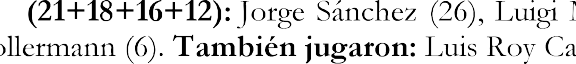 (21+18+16+12): Jorge Sánchez (26), Luigi
ollermann (6). También jugaron: Luis Roy Ca